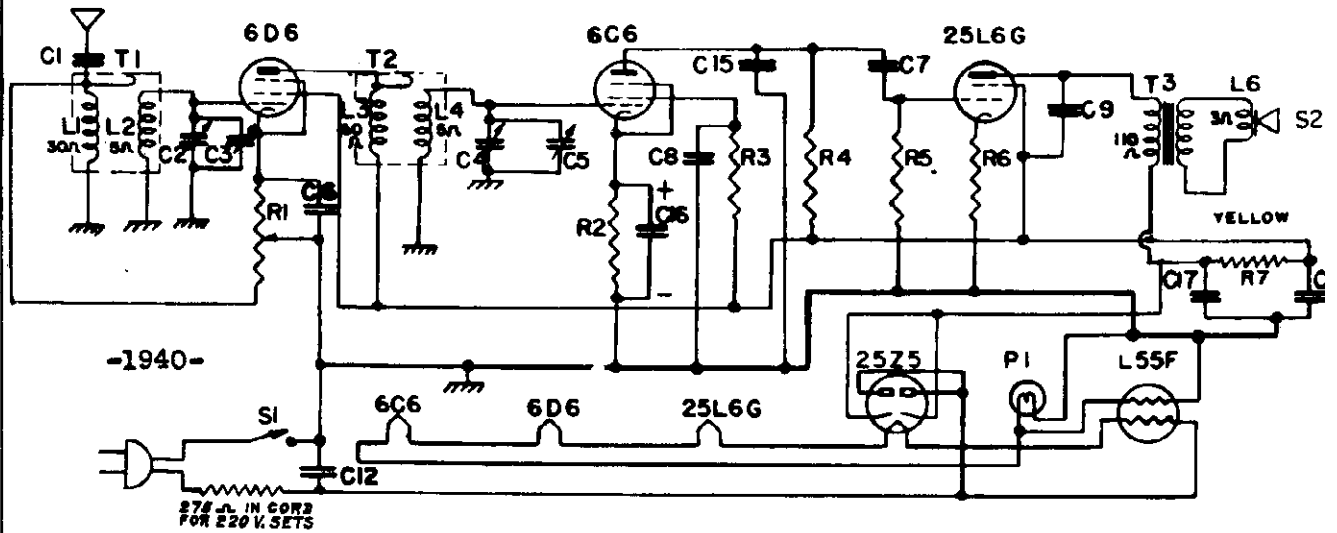 6D6
6C6
25L6G
C1
T1
T2
C15
C7
C9
T3
L6
S2
L1
30Ω
L2
5Ω
C2
C3
L3
L4
5Ω
C4
C5
C8
R3
R4
R5
R6
110
Ω
3Ω
R1
R2
+
C16
-
YELLOW
C17
R7
C
-1940-
25Z5
P1
L55F
6C6
6D6
25L6G
S1
C12
275 Ω IN CORD
FOR 220 V. SETS